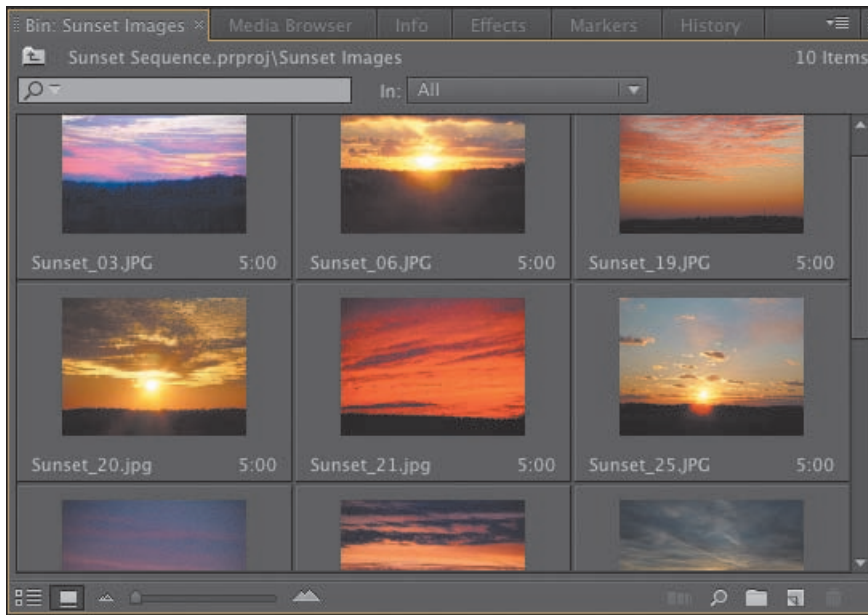 Bin: Sunset Images × Media Browser Info Effects Markers History
Sunset Sequence.prproj\Sunset Images 10 Items
In: All
Sunset_03.JPG 5:00 Sunset_06.JPG 5:00 Sunset_19.JPG 5:00
Sunset_20.jpg 5:00 Sunset_21.jpg 5:00 Sunset_25.JPG 5:00